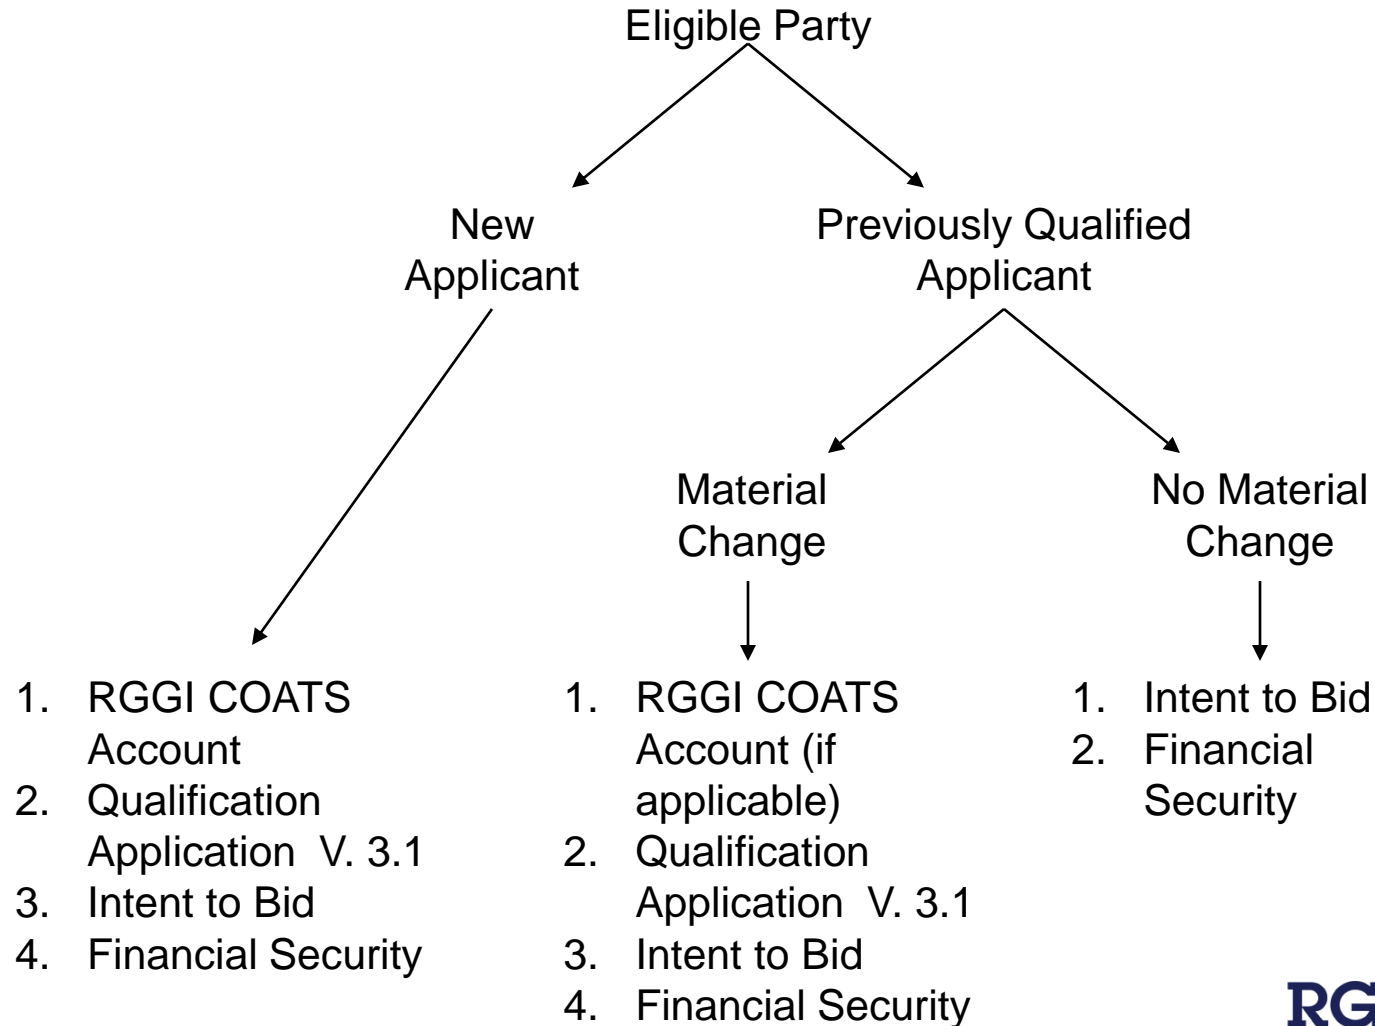 Eligible Party
New
Applicant
Previously Qualified
Applicant
Material
Change
No Material
Change
1. RGGI COATS
Account
2. Qualification
Application V. 3.1
3. Intent to Bid
4. Financial Security
1. RGGI COATS
Account (if
applicable)
2. Qualification
Application V. 3.1
3. Intent to Bid
4. Financial Security
1. Intent to Bid
2. Financial
Security
RG